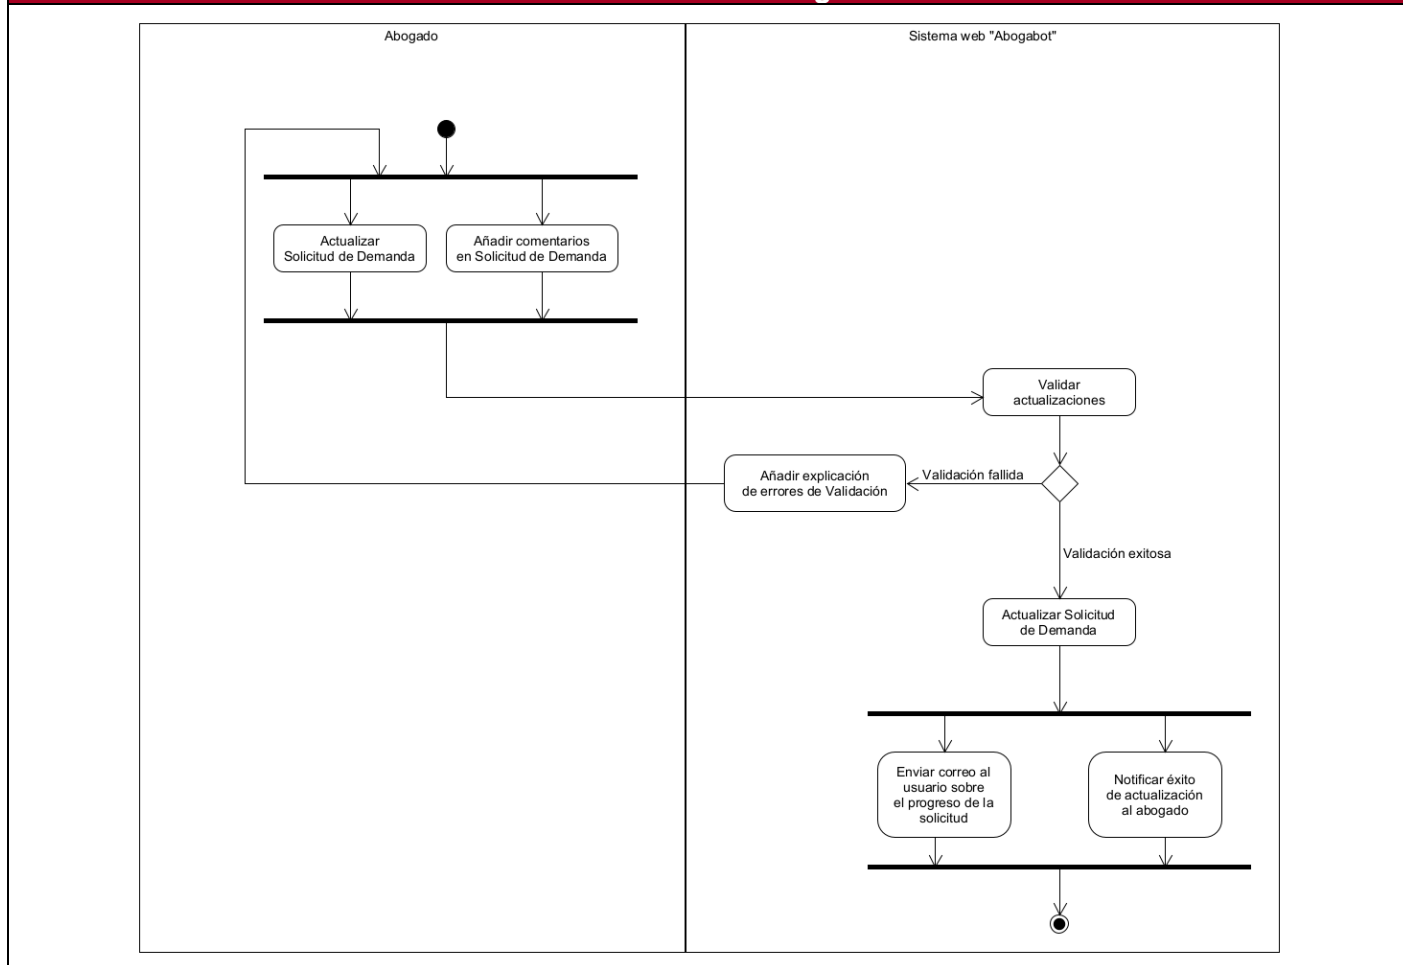 Abogado
Sistema web "Abogabot"
Actualizar
Solicitud de Demanda
Añadir comentarios
en Solicitud de Demanda
Validar
actualizaciones
Añadir explicación
de errores de Validación
Validación fallida
Validación exitosa
Actualizar Solicitud
de Demanda
Enviar correo al
usuario sobre
el progreso de la
solicitud
Notificar éxito
de actualización
al abogado